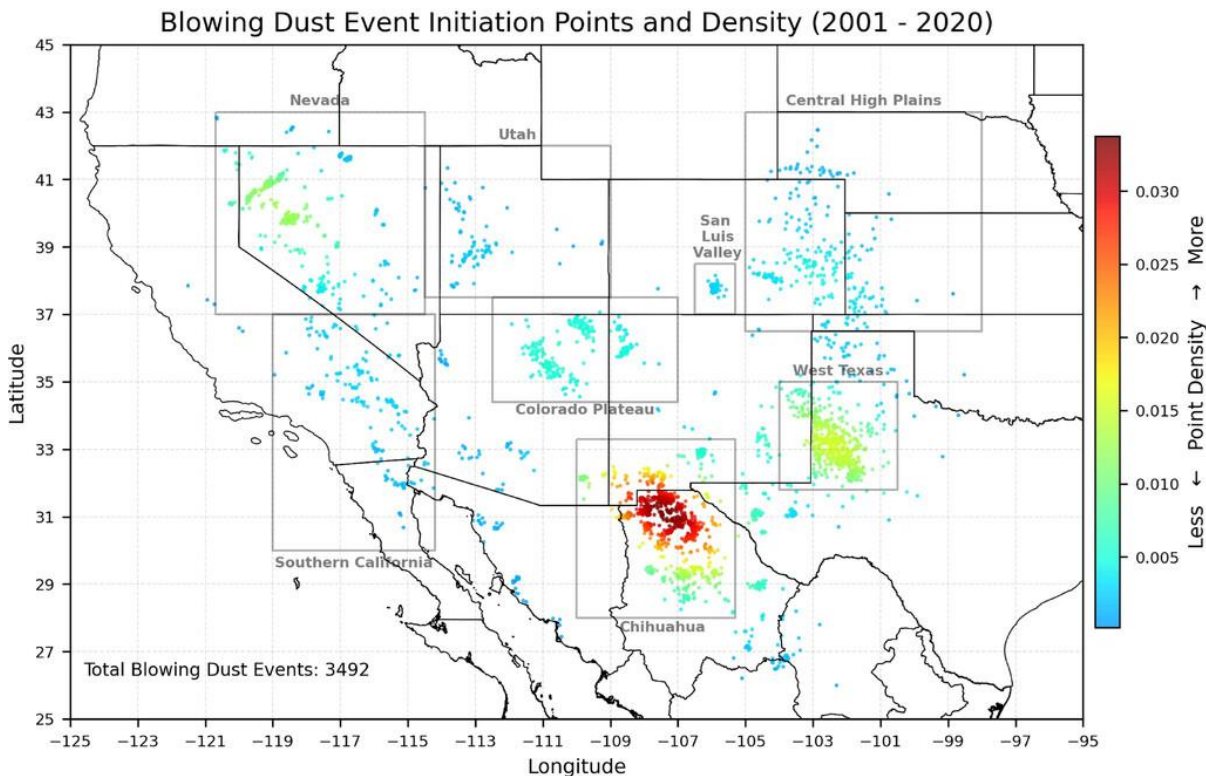 Blowing Dust Event Initiation Points and Density (2001 - 2020)
45
43
41
39
37
35
33
31
29
27
25
Latitude
Nevada
Utah
Central High Plains
San
Luis
Valley
West Texas
Colorado Plateau
Southern California
Chihuahua
Total Blowing Dust Events: 3492
−125
−123
−121
−119
−117
−115
−113
−111
−109
−107
−105
−103
−101
−99
−97
−95
Longitude
0.030
0.025
0.020
0.015
0.010
0.005
Less ← Point Density → More